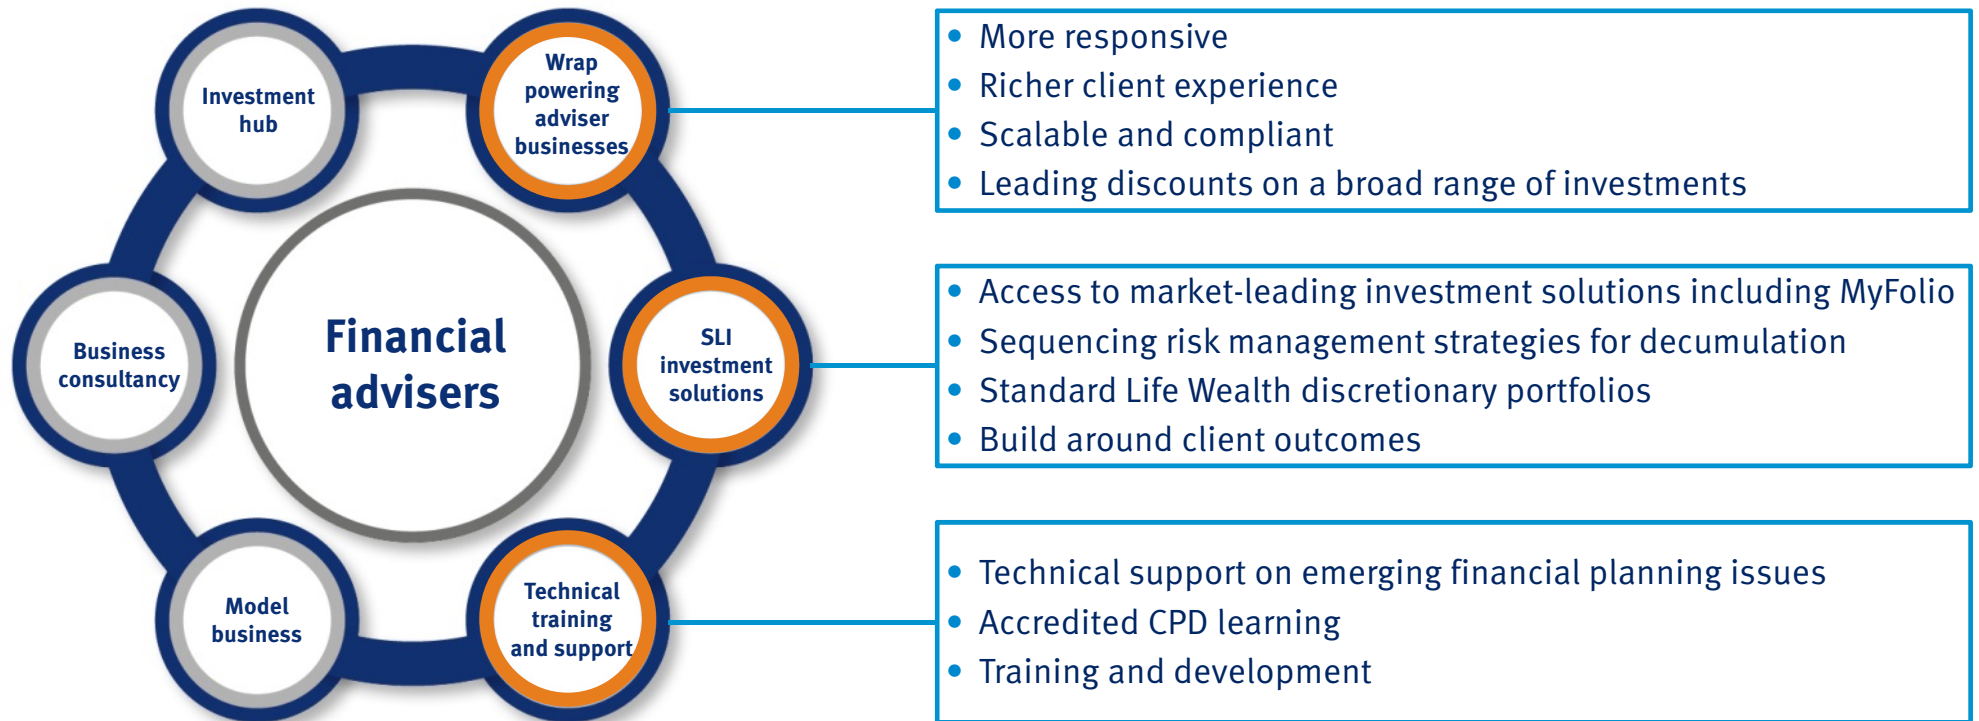 Investment
hub
Wrap
powering
adviser
businesses
• More responsive
• Richer client experience
• Scalable and compliant
• Leading discounts on a broad range of investments
Business
consultancy
Financial
advisers
SLI
investment
solutions
• Access to market-leading investment solutions including MyFolio
• Sequencing risk management strategies for decumulation
• Standard Life Wealth discretionary portfolios
• Build around client outcomes
Model
business
Technical
training
and support
• Technical support on emerging financial planning issues
• Accredited CPD learning
• Training and development